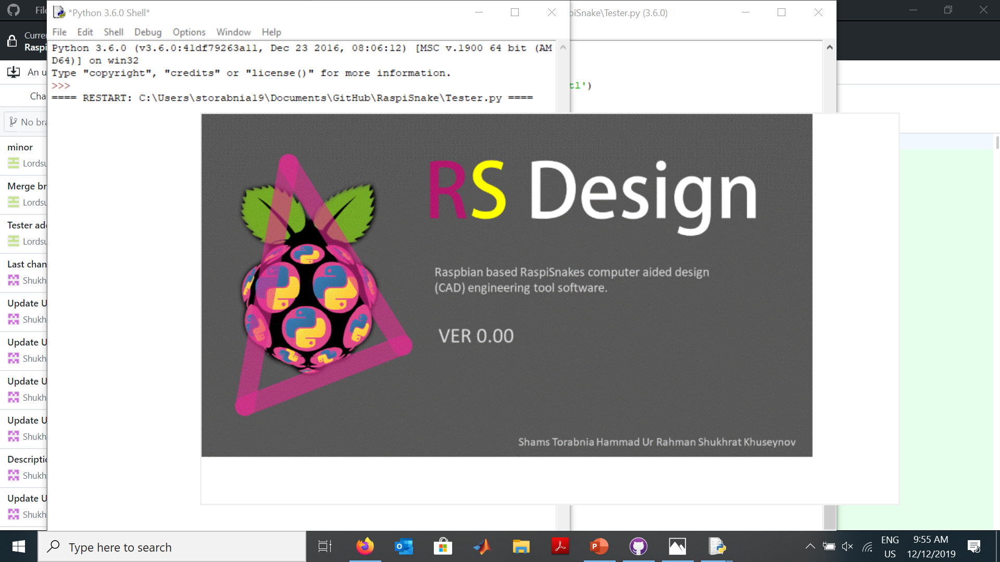 File
*Python 3.6.0 Shell*
piSnake\Tester.py (3.6.0)
File Edit Shell Debug Options Window Help
Python 3.6.0 (v3.6.0:41df79263a11, Dec 23 2016, 08:06:12) [MSC v.1900 64 bit (AM
D64)] on win32
Type "copyright", "credits" or "license()" for more information.
>>>
==== RESTART: C:\Users\storabnia19\Documents\GitHub\RaspiSnake\Tester.py ====
tl')
Curre
Raspi
An u
Cha
No bra
minor
Lordsu
Merge br
Lordsu
Tester add
Lordsu
Last chan
Shukh
Update U
Shukh
Update U
Shukh
Update U
Shukh
Update U
Shukh
Descriptio
Shukh
Update U
Shukh
RS Design
Raspbian based RaspiSnakes computer aided design
(CAD) engineering tool software.
VER 0.00
Shams Torabnia Hammad Ur Rahman Shukhrat Khuseynov
Type here to search
ENG
US
9:55 AM
12/12/2019